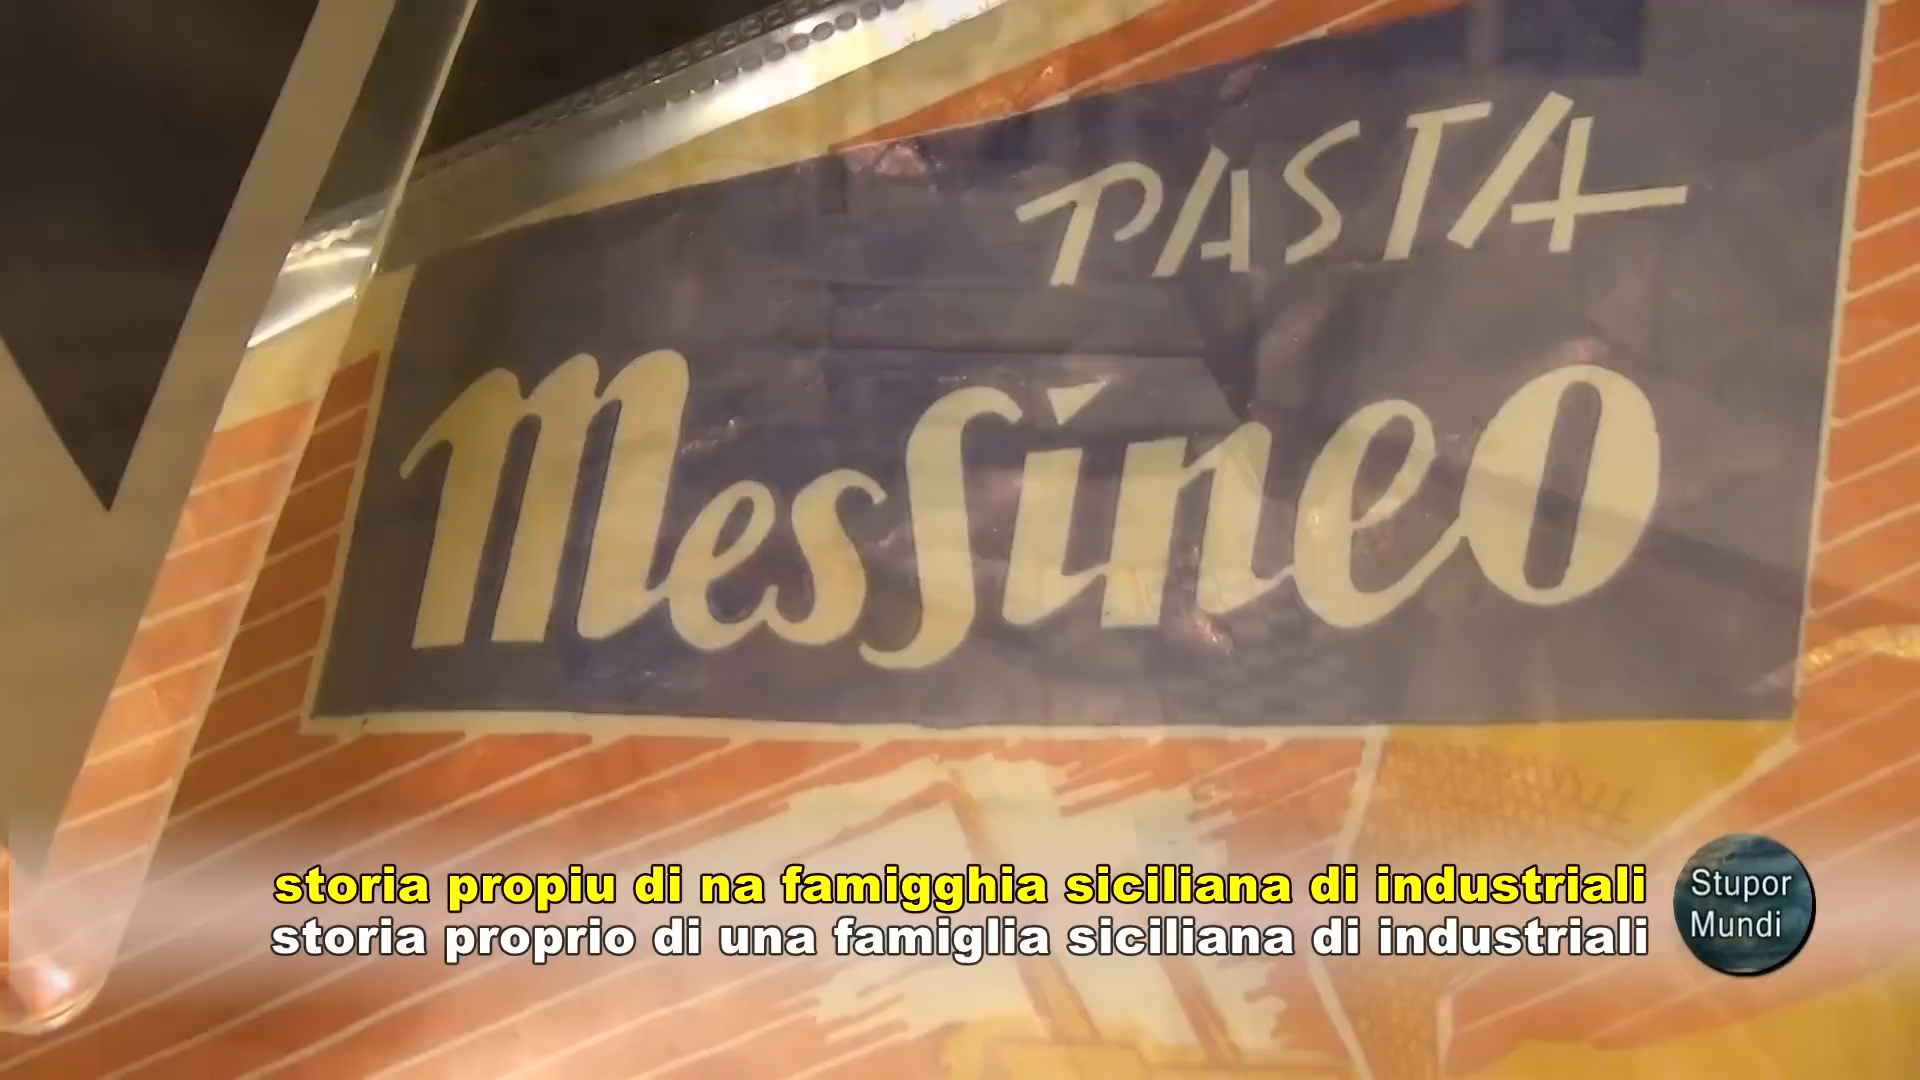 PASTA
Messineo
storia propiu di na famigghia siciliana di industriali
storia proprio di una famiglia siciliana di industriali
Stupor
Mundi